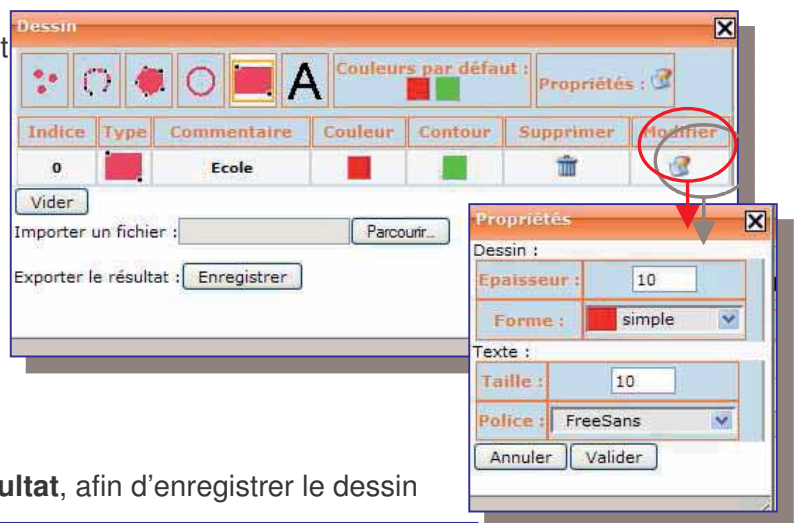 Dessin
t
A Couleurs par défaut : Propriétés :
Indice Type Commentaire Couleur Contour Supprimer Modifier
0 Ecole
Vider
Importer un fichier : Parcourir...
Exporter le résultat : Enregistrer
Propriétés
Dessin :
Epaisseur : 10
Forme : simple
Texte :
Taille : 10
Police : FreeSans
Annuler Valider
ultat, afin d'enregistrer le dessin